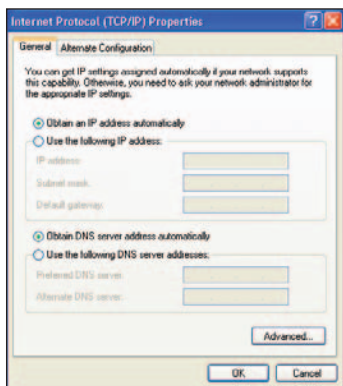 Internet Protocol (TCP/IP) Properties
General
Alternate Configuration
You can get IP settings assigned automatically if your network supports
this capability. Otherwise, you need to ask your network administrator for
the appropriate IP settings.
Obtain an IP address automatically
Use the following IP address:
IP address:
Subnet mask:
Default gateway:
Obtain DNS server address automatically
Use the following DNS server addresses:
Preferred DNS server:
Alternate DNS server:
Advanced...
OK
Cancel